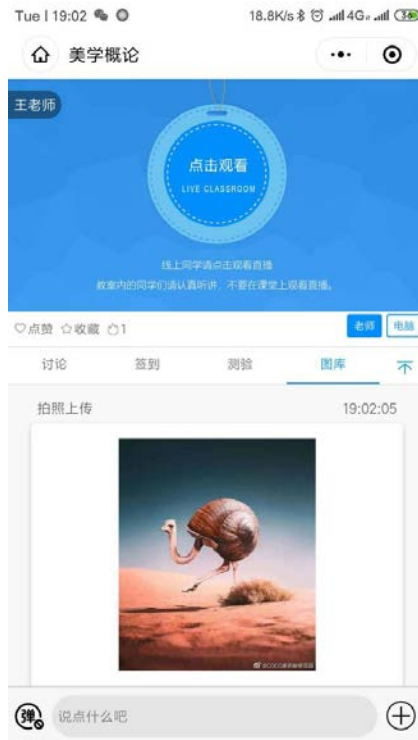 Tue | 19:02
18.8K/s 4G 36
美学概论
王老师
点击观看
LIVE CLASSROOM
线上同学请点击观看直播
教室内的同学们请认真听讲，不要在课堂上观看直播。
点赞 收藏 1
老师 电脑
讨论 签到 测验 图库
拍照上传 19:02:05
弹 说点什么吧